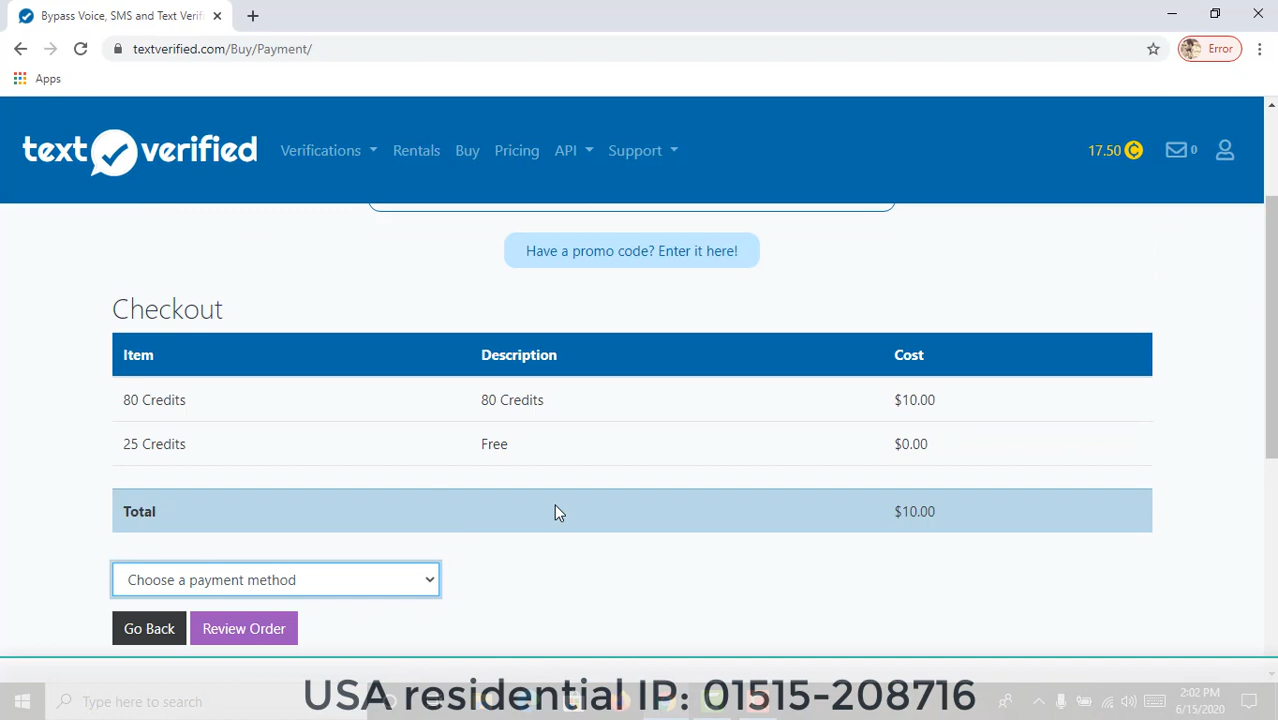 Bypass Voice, SMS and Text Verifi
textverified.com/Buy/Payment/
Error
Apps
text verified
Verifications
Rentals
Buy
Pricing
API
Support
17.50
0
Have a promo code? Enter it here!
Checkout
Item Description Cost
80 Credits 80 Credits $10.00
25 Credits Free $0.00
Total $10.00
Choose a payment method
Go Back
Review Order
USA residential IP: 01515-208716
Type here to search
2:02 PM
6/15/2020